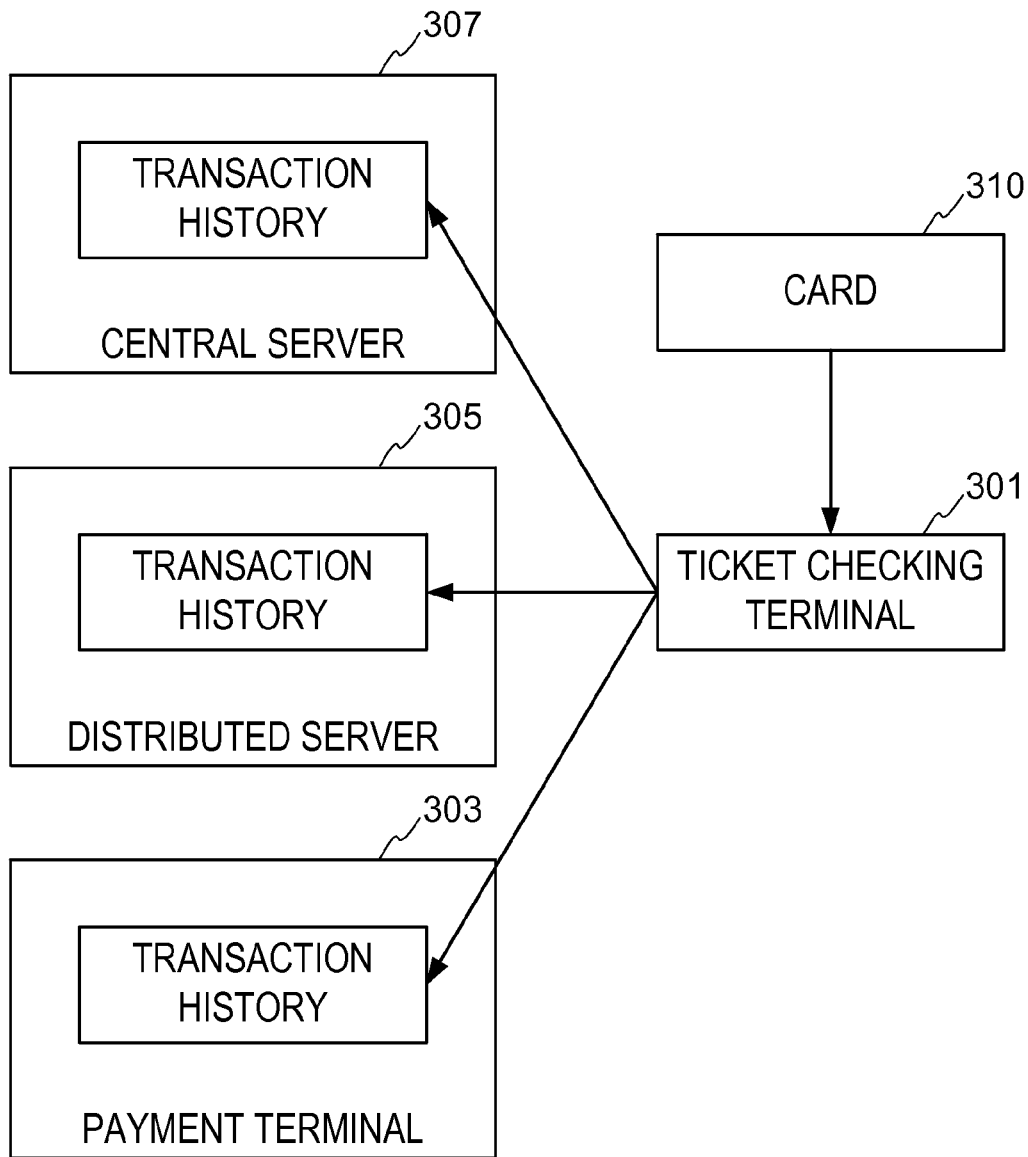 307
TRANSACTION
HISTORY
CENTRAL SERVER
310
CARD
305
TRANSACTION
HISTORY
DISTRIBUTED SERVER
301
TICKET CHECKING
TERMINAL
303
TRANSACTION
HISTORY
PAYMENT TERMINAL